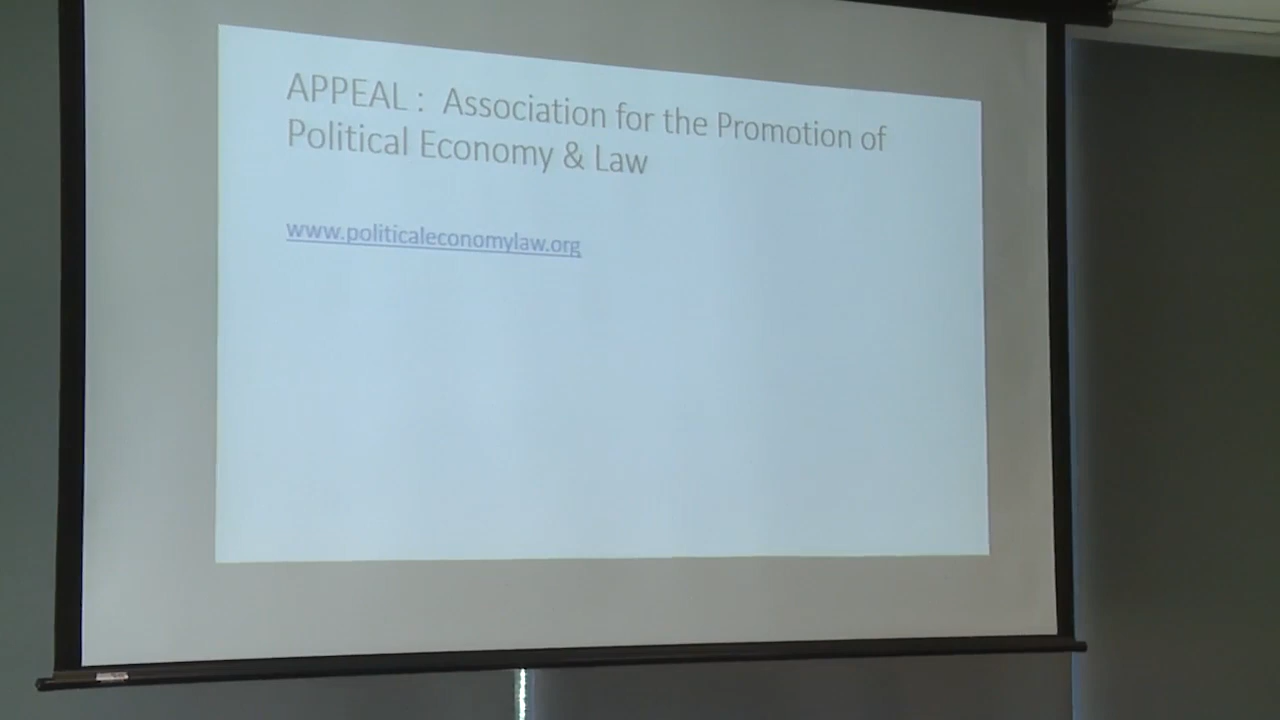 APPEAL : Association for the Promotion of
Political Economy & Law
www.politicaleconomylaw.org